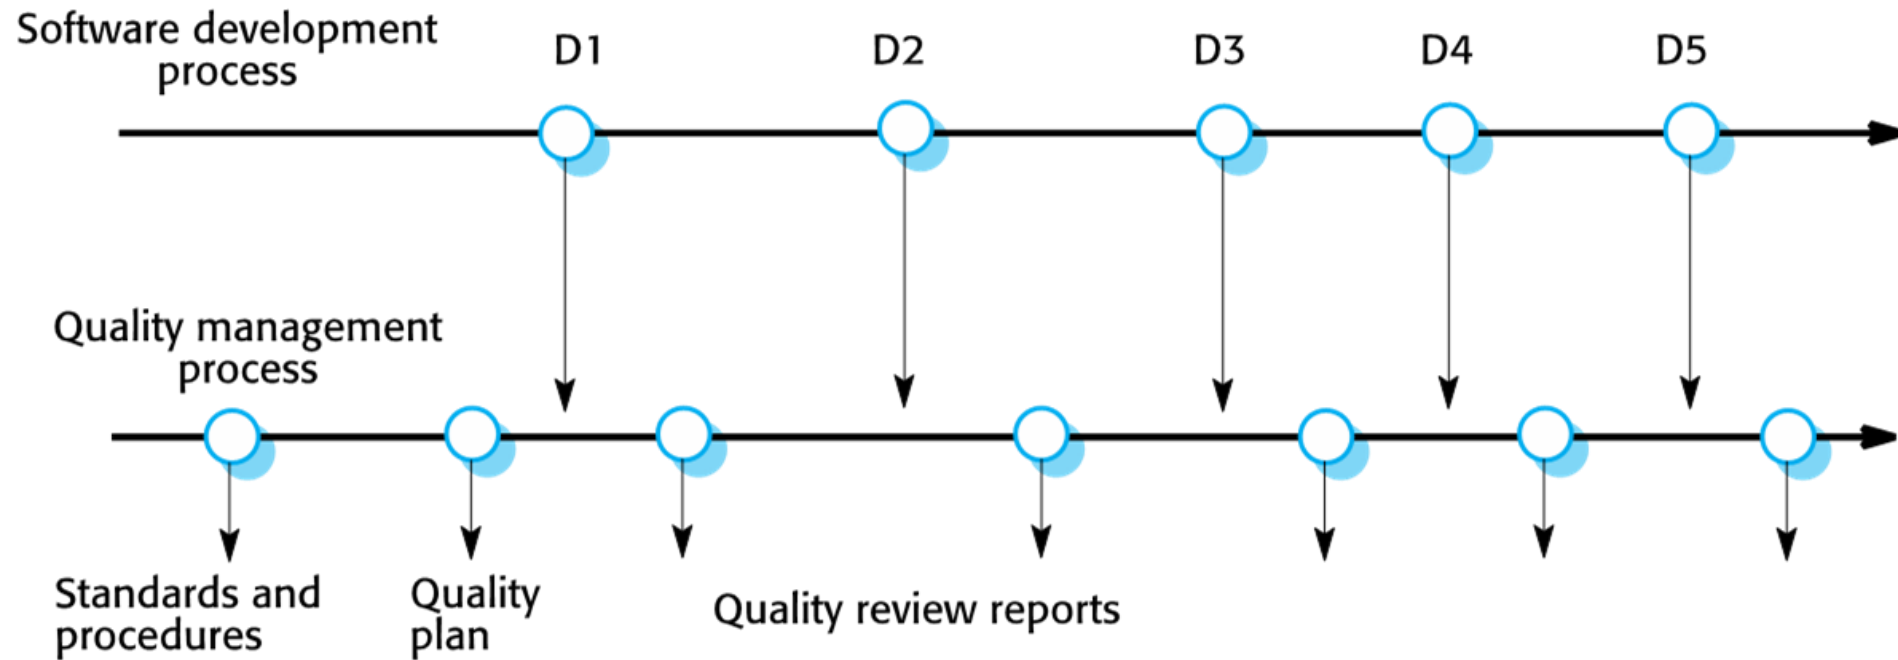 Software development
process
D1
D2
D3
D4
D5
Quality management
process
Standards and
procedures
Quality
plan
Quality review reports